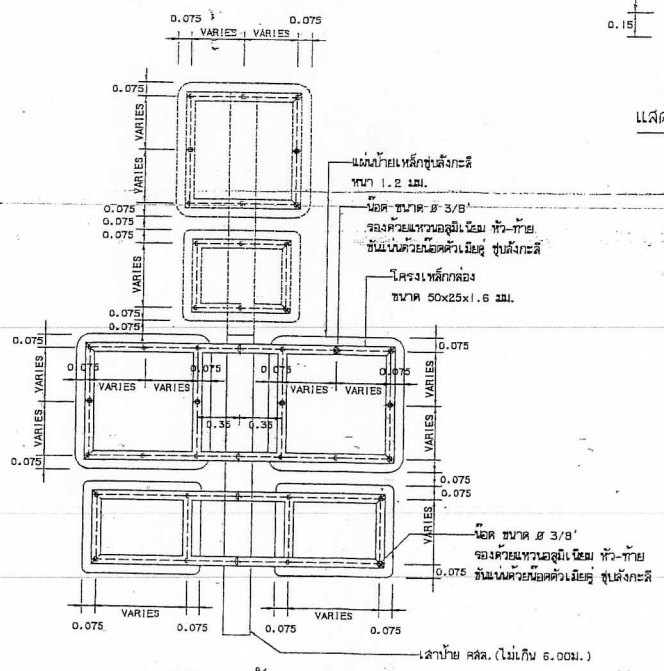 0.075
0.075
VARIES
VARIES
0.15
0.075
VARIES
VARIES
แผ่นป้ายเหล็กชุบสังกะสี
หนา 1.2 มม.
น๊อต ขนาด ø 3/8'
รองด้วยแหวนอลูมิเนียม หัว-ท้าย
ขันแน่นด้วยน๊อตตัวเมียคู่ ชุบสังกะสี
0.075
0.075
0.075
VARIES
โครงเหล็กกล่อง
ขนาด 50x25x1.6 มม.
0.075
0.075
0.075
0.075
VARIES
VARIES
0.075
0.075
0.075
0.075
VARIES
VARIES
VARIES
VARIES
VARIES
VARIES
0.35
0.35
0.075
0.075
0.075
VARIES
น๊อต ขนาด ø 3/8'
รองด้วยแหวนอลูมิเนียม หัว-ท้าย
ขันแน่นด้วยน๊อตตัวเมียคู่ ชุบสังกะสี
0.075
VARIES
VARIES
0.075
0.075
0.075
0.075
เสาป้าย คสล. (ไม่เกิน 6.00ม.)